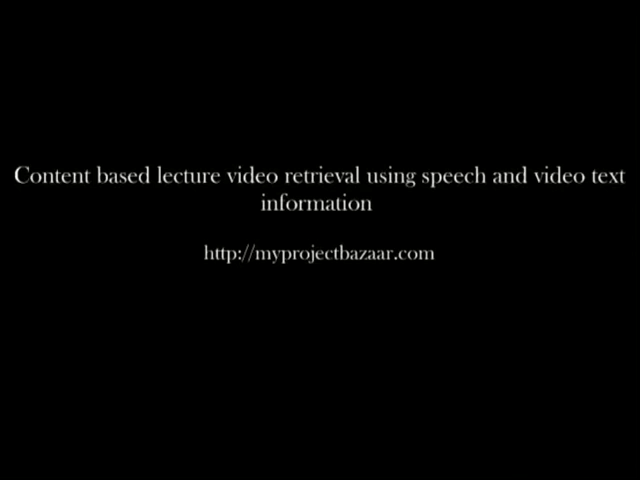 Content based lecture video retrieval using speech and video text
information
http://myprojectbazaar.com